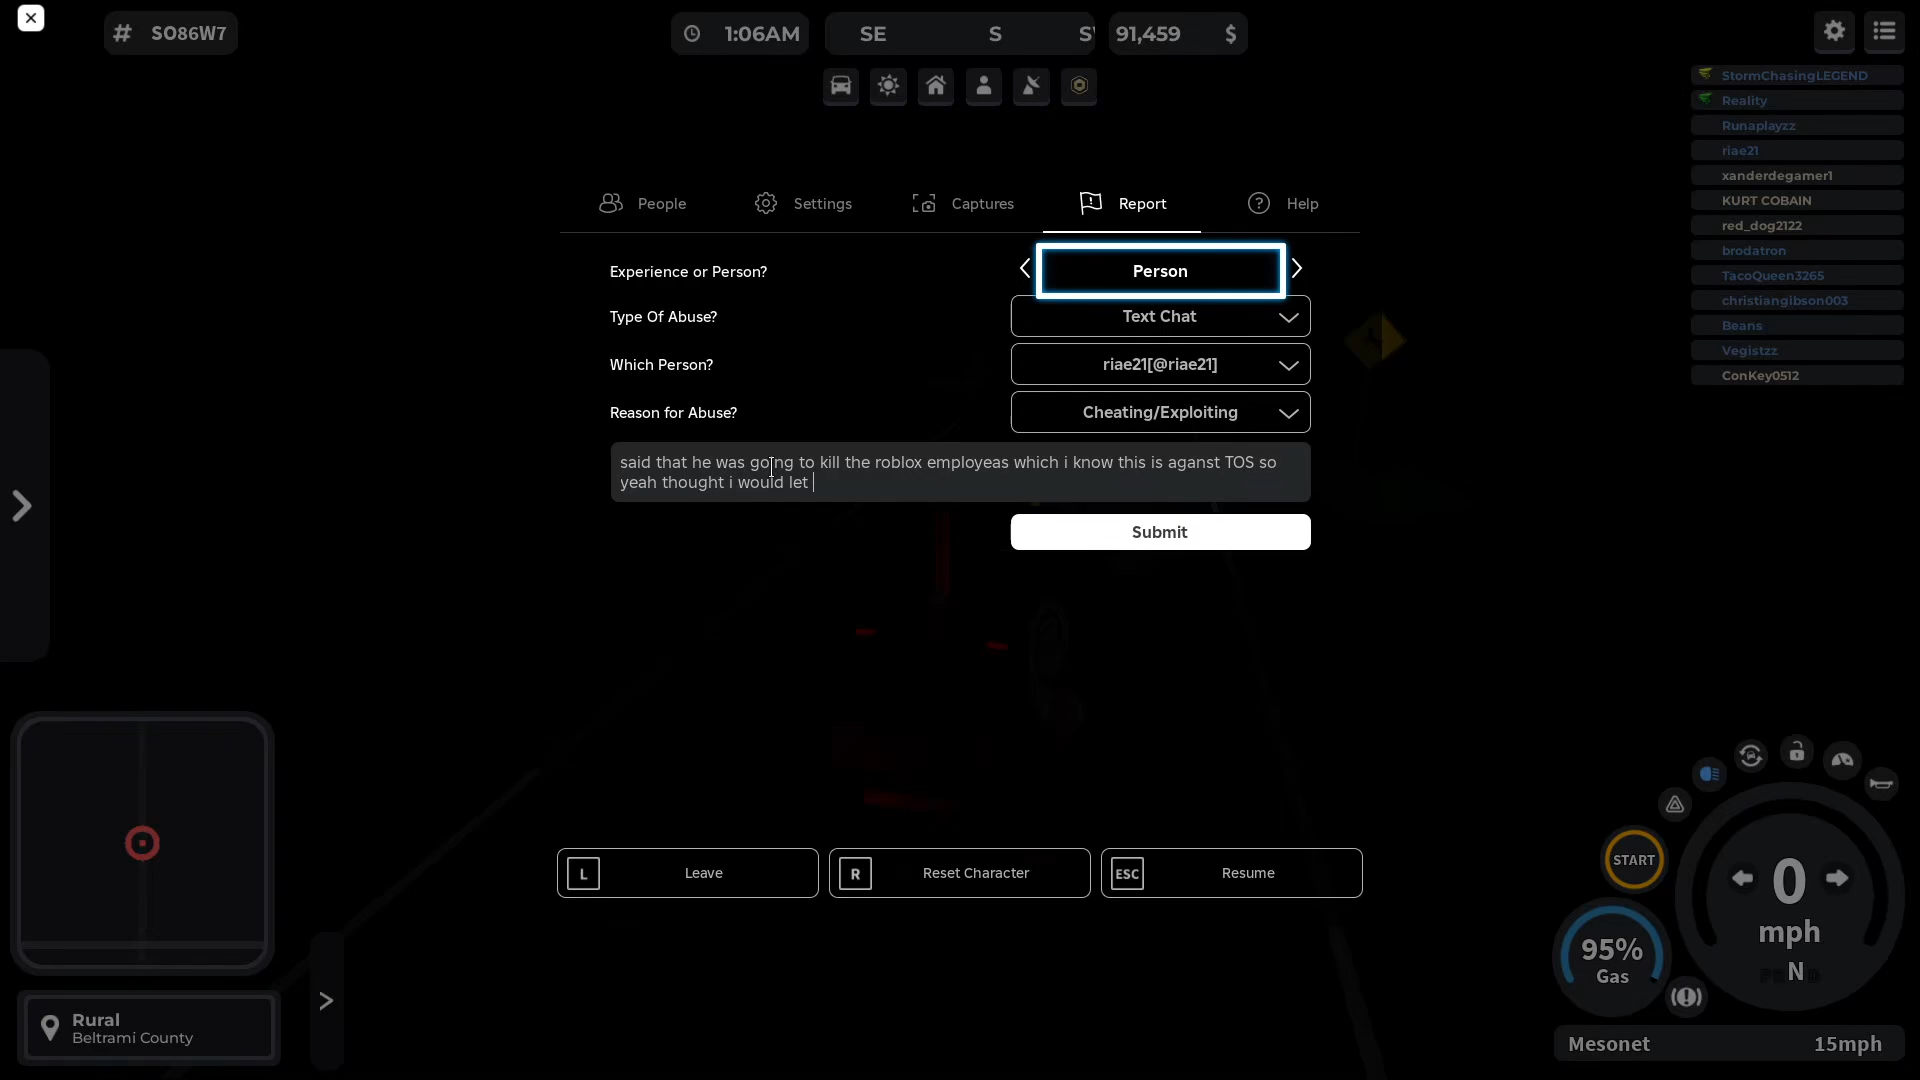 # SO86W7
1:06AM
SE S
91,459 $
StormChasingLEGEND
Reality
Runaplayzz
riae21
xanderdegamer1
KURT COBAIN
red_dog2122
brodatron
TacoQueen3265
christiangibson003
Beans
Vegistzz
ConKey0512
People Settings Captures Report Help
Experience or Person? Person
Type Of Abuse? Text Chat
Which Person? riae21[@riae21]
Reason for Abuse? Cheating/Exploiting
said that he was going to kill the roblox employeas which i know this is aganst TOS so
yeah thought i would let
Submit
L Leave
R Reset Character
ESC Resume
START
0
mph
N
95%
Gas
Rural
Beltrami County
Mesonet 15mph